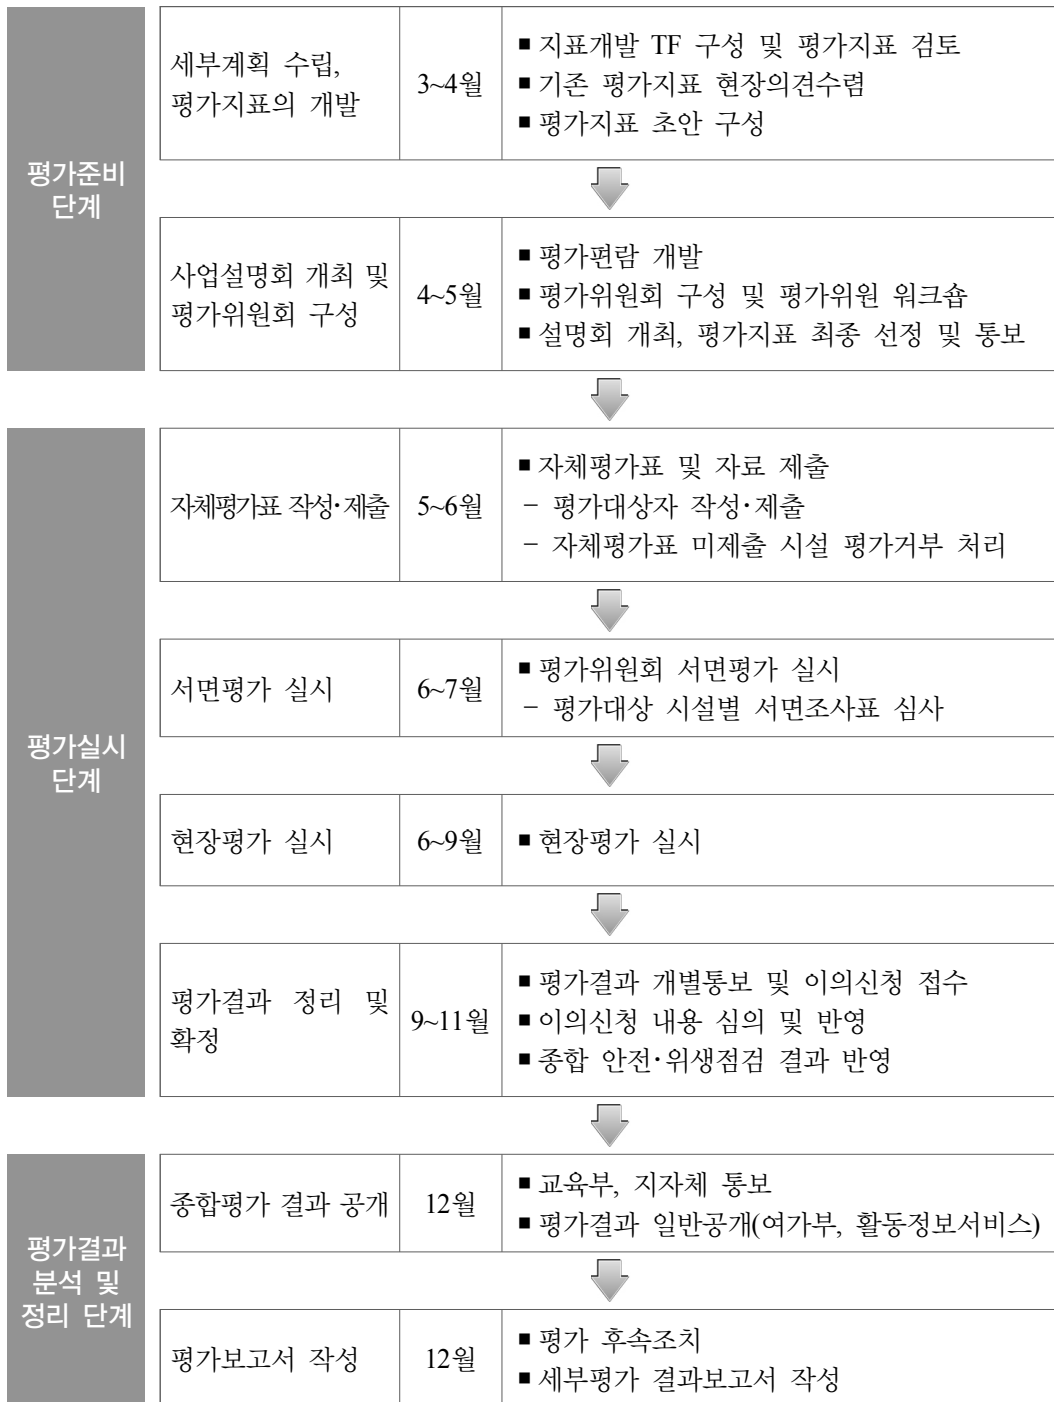 평가준비
단계
세부계획 수립,
평가지표의 개발
3~4월
■ 지표개발 TF 구성 및 평가지표 검토
■ 기존 평가지표 현장의견수렴
■ 평가지표 초안 구성
사업설명회 개최 및
평가위원회 구성
4~5월
■ 평가편람 개발
■ 평가위원회 구성 및 평가위원 워크숍
■ 설명회 개최, 평가지표 최종 선정 및 통보
평가실시
단계
자체평가표 작성·제출
5~6월
■ 자체평가표 및 자료 제출
- 평가대상자 작성·제출
- 자체평가표 미제출 시설 평가거부 처리
서면평가 실시
6~7월
■ 평가위원회 서면평가 실시
- 평가대상 시설별 서면조사표 심사
현장평가 실시
6~9월
■ 현장평가 실시
평가결과 정리 및
확정
9~11월
■ 평가결과 개별통보 및 이의신청 접수
■ 이의신청 내용 심의 및 반영
■ 종합 안전·위생점검 결과 반영
평가결과
분석 및
정리 단계
종합평가 결과 공개
12월
■ 교육부, 지자체 통보
■ 평가결과 일반공개(여가부, 활동정보서비스)
평가보고서 작성
12월
■ 평가 후속조치
■ 세부평가 결과보고서 작성